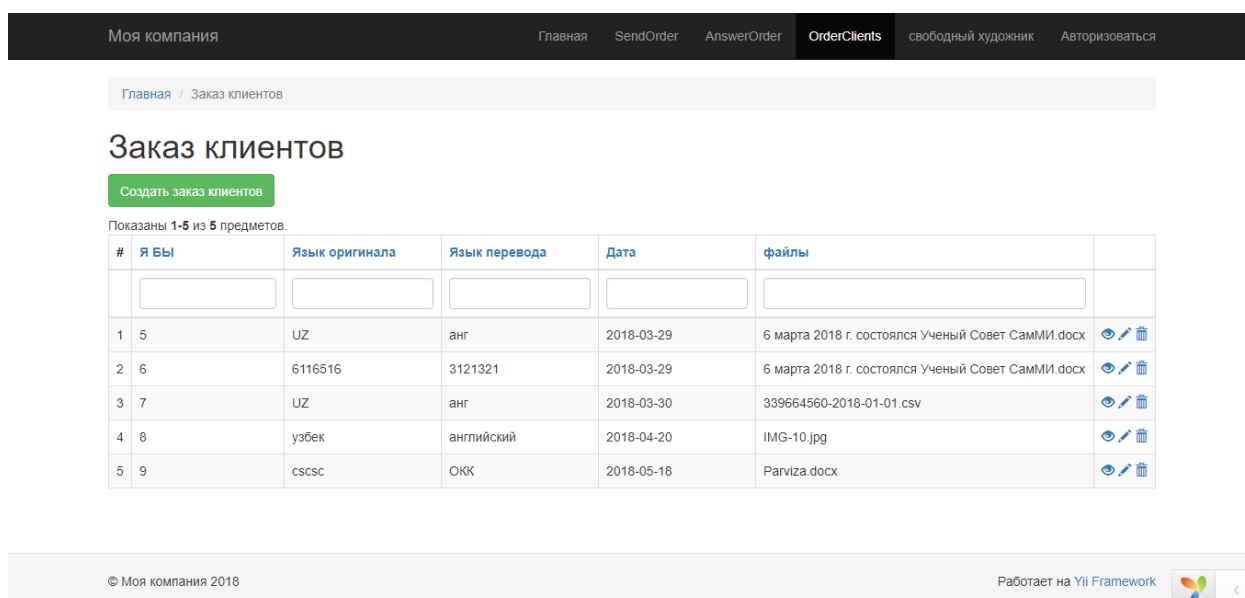 Моя компания Главная SendOrder AnswerOrder OrderClients свободный художник Авторизоваться
Главная / Заказ клиентов
Заказ клиентов
Создать заказ клиентов
Показаны 1-5 из 5 предметов.
# Я БЫ Язык оригинала Язык перевода Дата файлы
1 5 UZ анг 2018-03-29 6 марта 2018 г. состоялся Ученый Совет СамМИ.docx
2 6 6116516 3121321 2018-03-29 6 марта 2018 г. состоялся Ученый Совет СамМИ.docx
3 7 UZ анг 2018-03-30 339664560-2018-01-01.csv
4 8 узбек английский 2018-04-20 IMG-10.jpg
5 9 cscsc ОКК 2018-05-18 Parviza.docx
© Моя компания 2018 Работает на Yii Framework